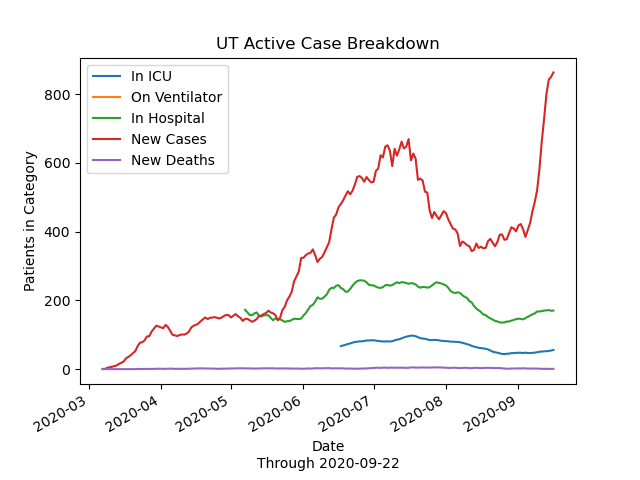 UT Active Case Breakdown
In ICU
On Ventilator
In Hospital
New Cases
New Deaths
Patients in Category
800
600
400
200
0
2020-03
2020-04
2020-05
2020-06
2020-07
2020-08
2020-09
Date
Through 2020-09-22